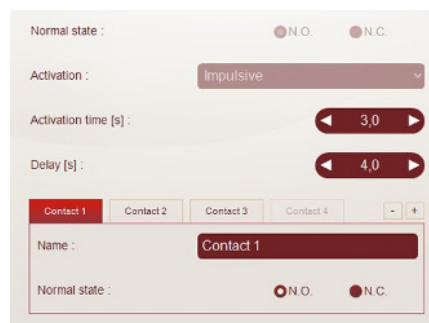 Normal state : N.O. N.C.
Activation : Impulsive
Activation time [s] : 3,0
Delay [s] : 4,0
Contact 1 Contact 2 Contact 3 Contact 4 - +
Name : Contact 1
Normal state : N.O. N.C.